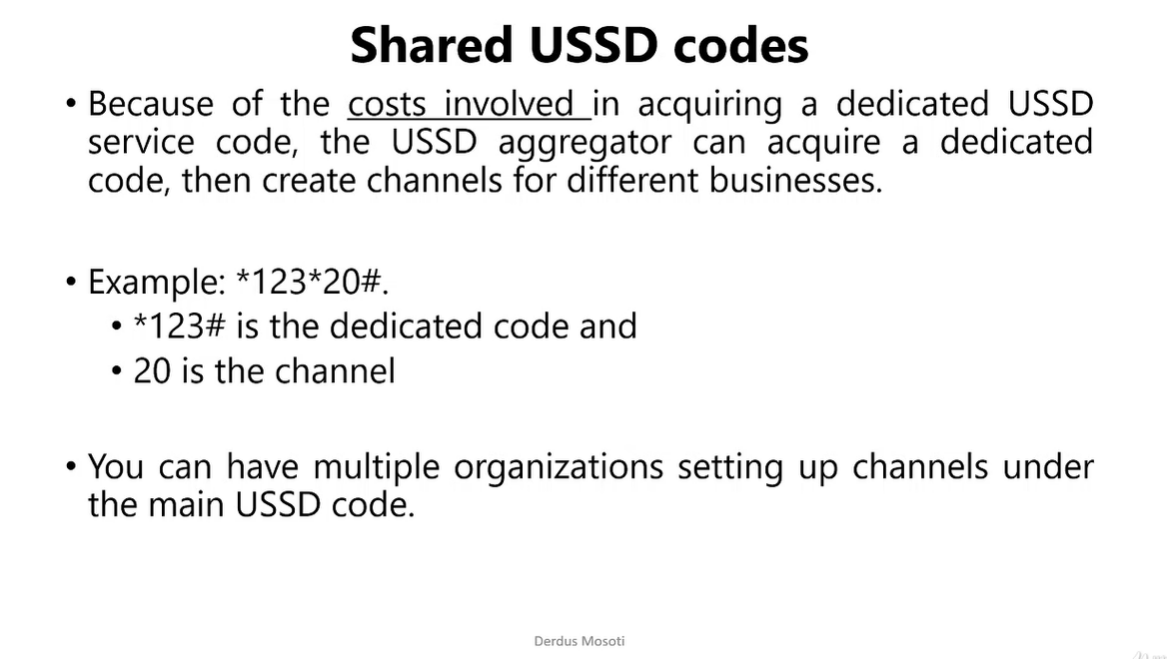 Shared USSD codes
• Because of the costs involved in acquiring a dedicated USSD
service code, the USSD aggregator can acquire a dedicated
code, then create channels for different businesses.
• Example: *123*20#.
• *123# is the dedicated code and
• 20 is the channel
• You can have multiple organizations setting up channels under
the main USSD code.
Derdus Mosoti